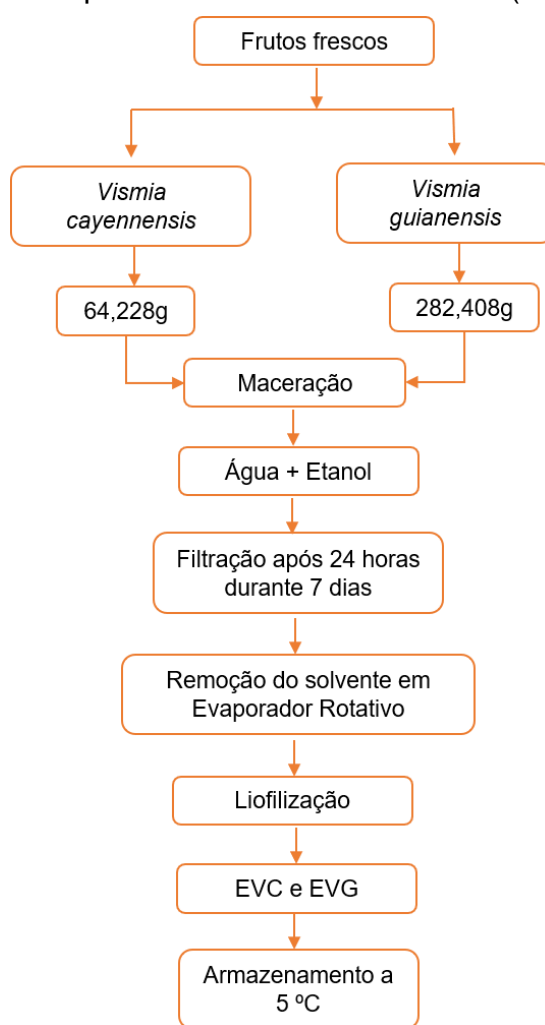 Frutos frescos
Vismia
cayennensis
Vismia
guianensis
64,228g
282,408g
Maceração
Água + Etanol
Filtração após 24 horas
durante 7 dias
Remoção do solvente em
Evaporador Rotativo
Liofilização
EVC e EVG
Armazenamento a
5 ºC